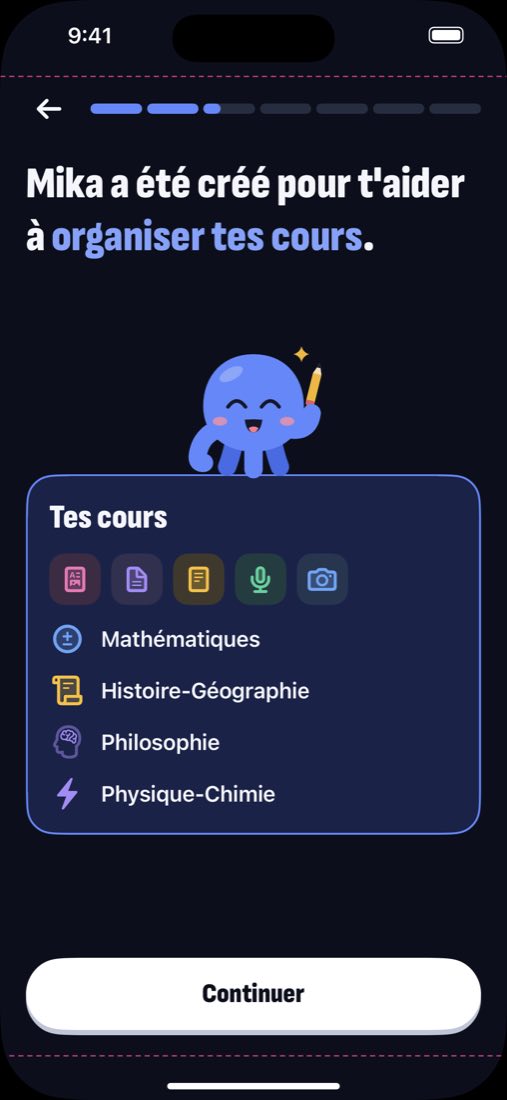 9:41
Mika a été créé pour t'aider
à organiser tes cours.
Tes cours
Mathématiques
Histoire-Géographie
Philosophie
Physique-Chimie
Continuer